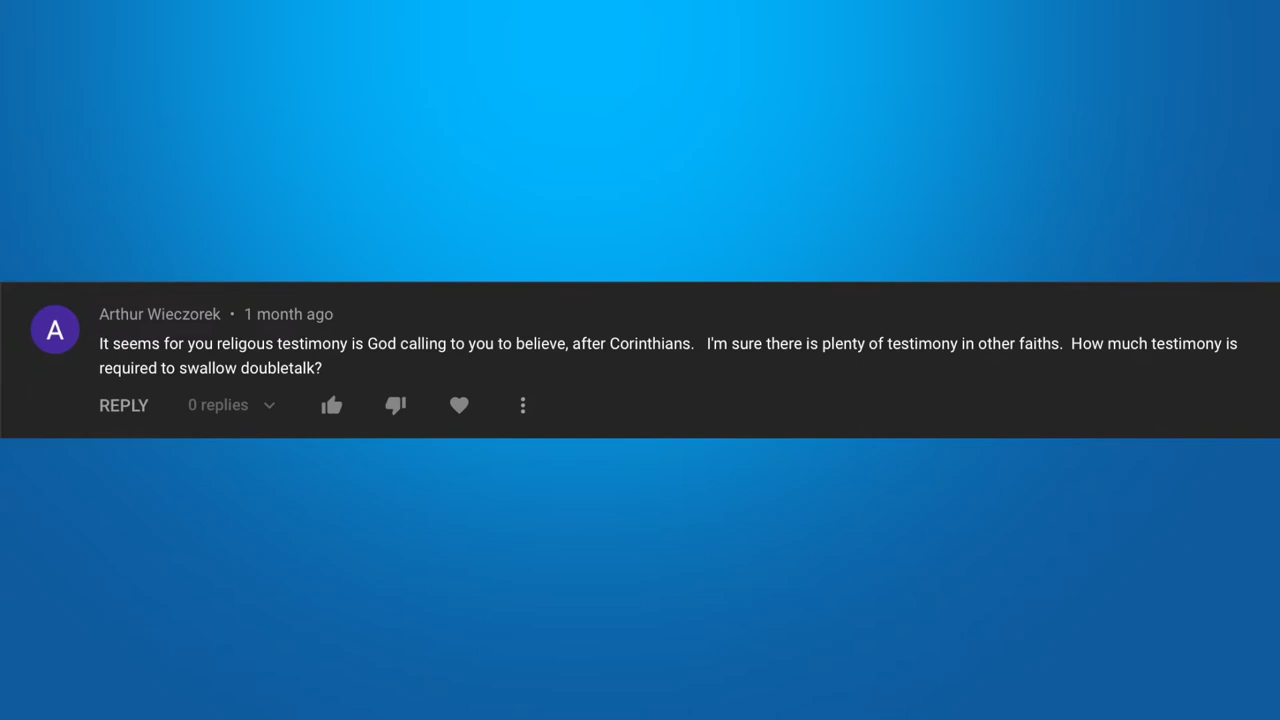 A
Arthur Wieczorek • 1 month ago
It seems for you religous testimony is God calling to you to believe, after Corinthians.   I'm sure there is plenty of testimony in other faiths.  How much testimony is
required to swallow doubletalk?
REPLY 0 replies